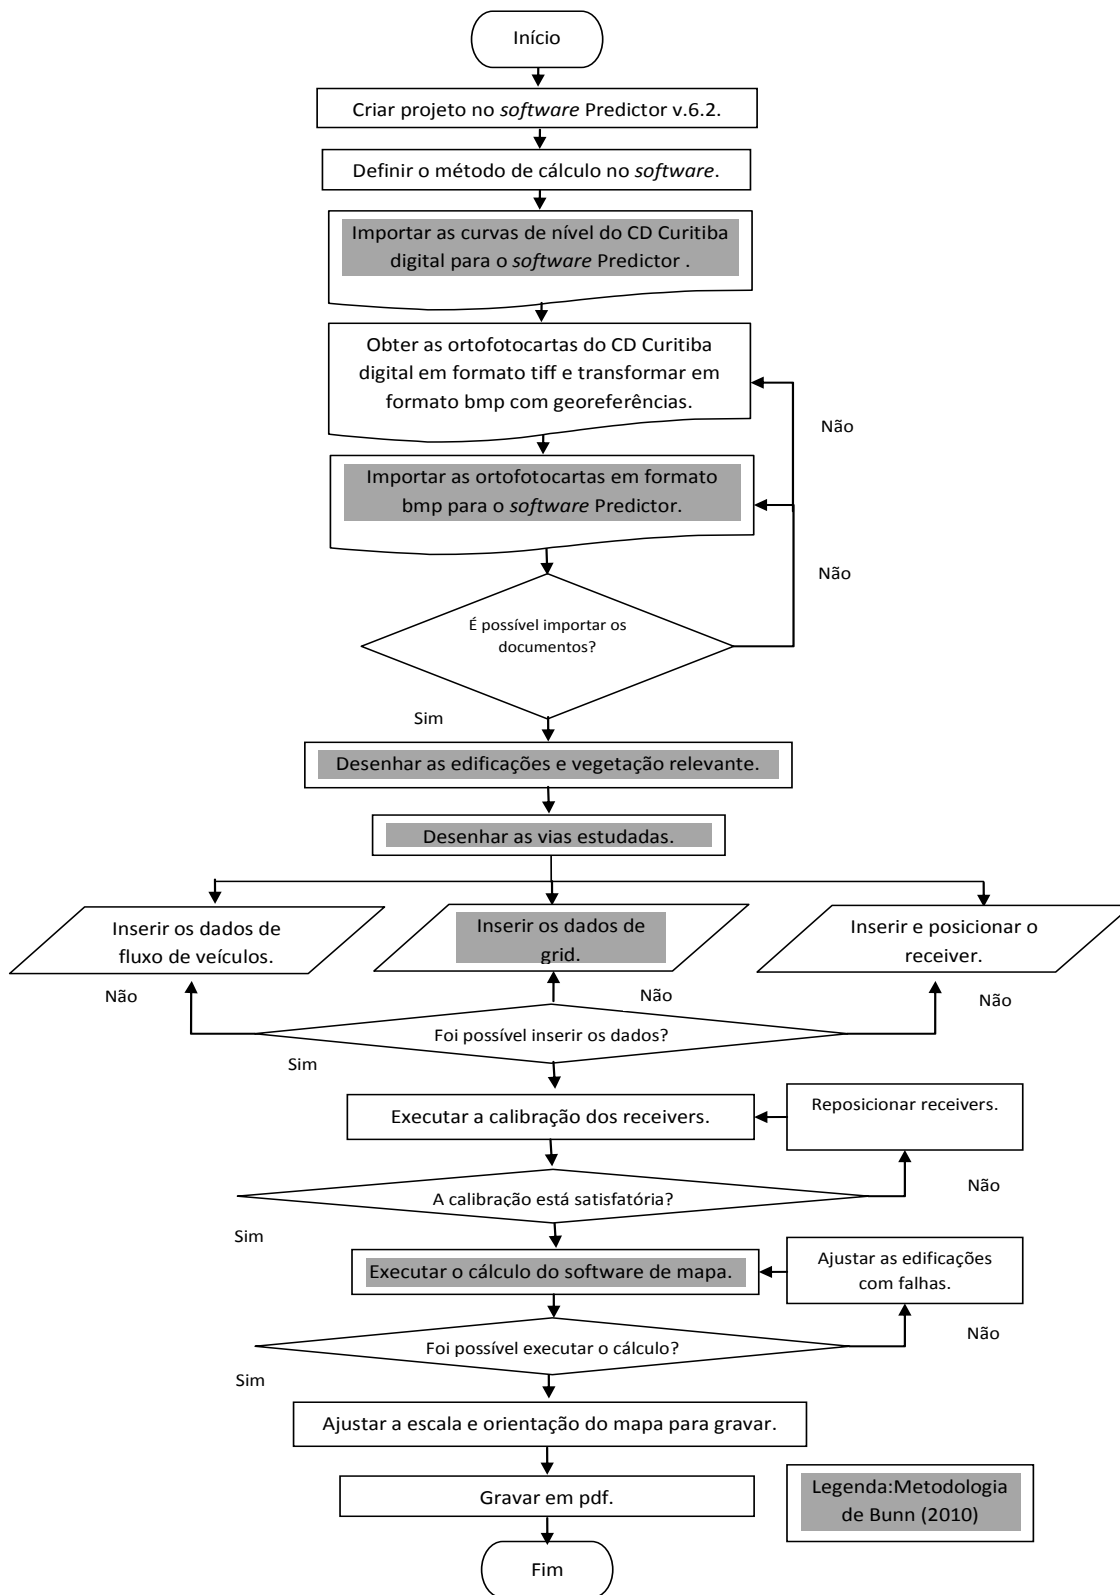 Início
Criar projeto no software Predictor v.6.2.
Definir o método de cálculo no software.
Importar as curvas de nível do CD Curitiba
digital para o software Predictor .
Obter as ortofotocartas do CD Curitiba
digital em formato tiff e transformar em
formato bmp com georeferências.
Não
Importar as ortofotocartas em formato
bmp para o software Predictor.
Não
É possível importar os
documentos?
Sim
Desenhar as edificações e vegetação relevante.
Desenhar as vias estudadas.
Inserir os dados de
fluxo de veículos.
Inserir os dados de
grid.
Inserir e posicionar o
receiver.
Não
Não
Não
Foi possível inserir os dados?
Sim
Executar a calibração dos receivers.
Reposicionar receivers.
A calibração está satisfatória?
Não
Sim
Executar o cálculo do software de mapa.
Ajustar as edificações
com falhas.
Foi possível executar o cálculo?
Não
Sim
Ajustar a escala e orientação do mapa para gravar.
Gravar em pdf.
Legenda:Metodologia
de Bunn (2010)
Fim